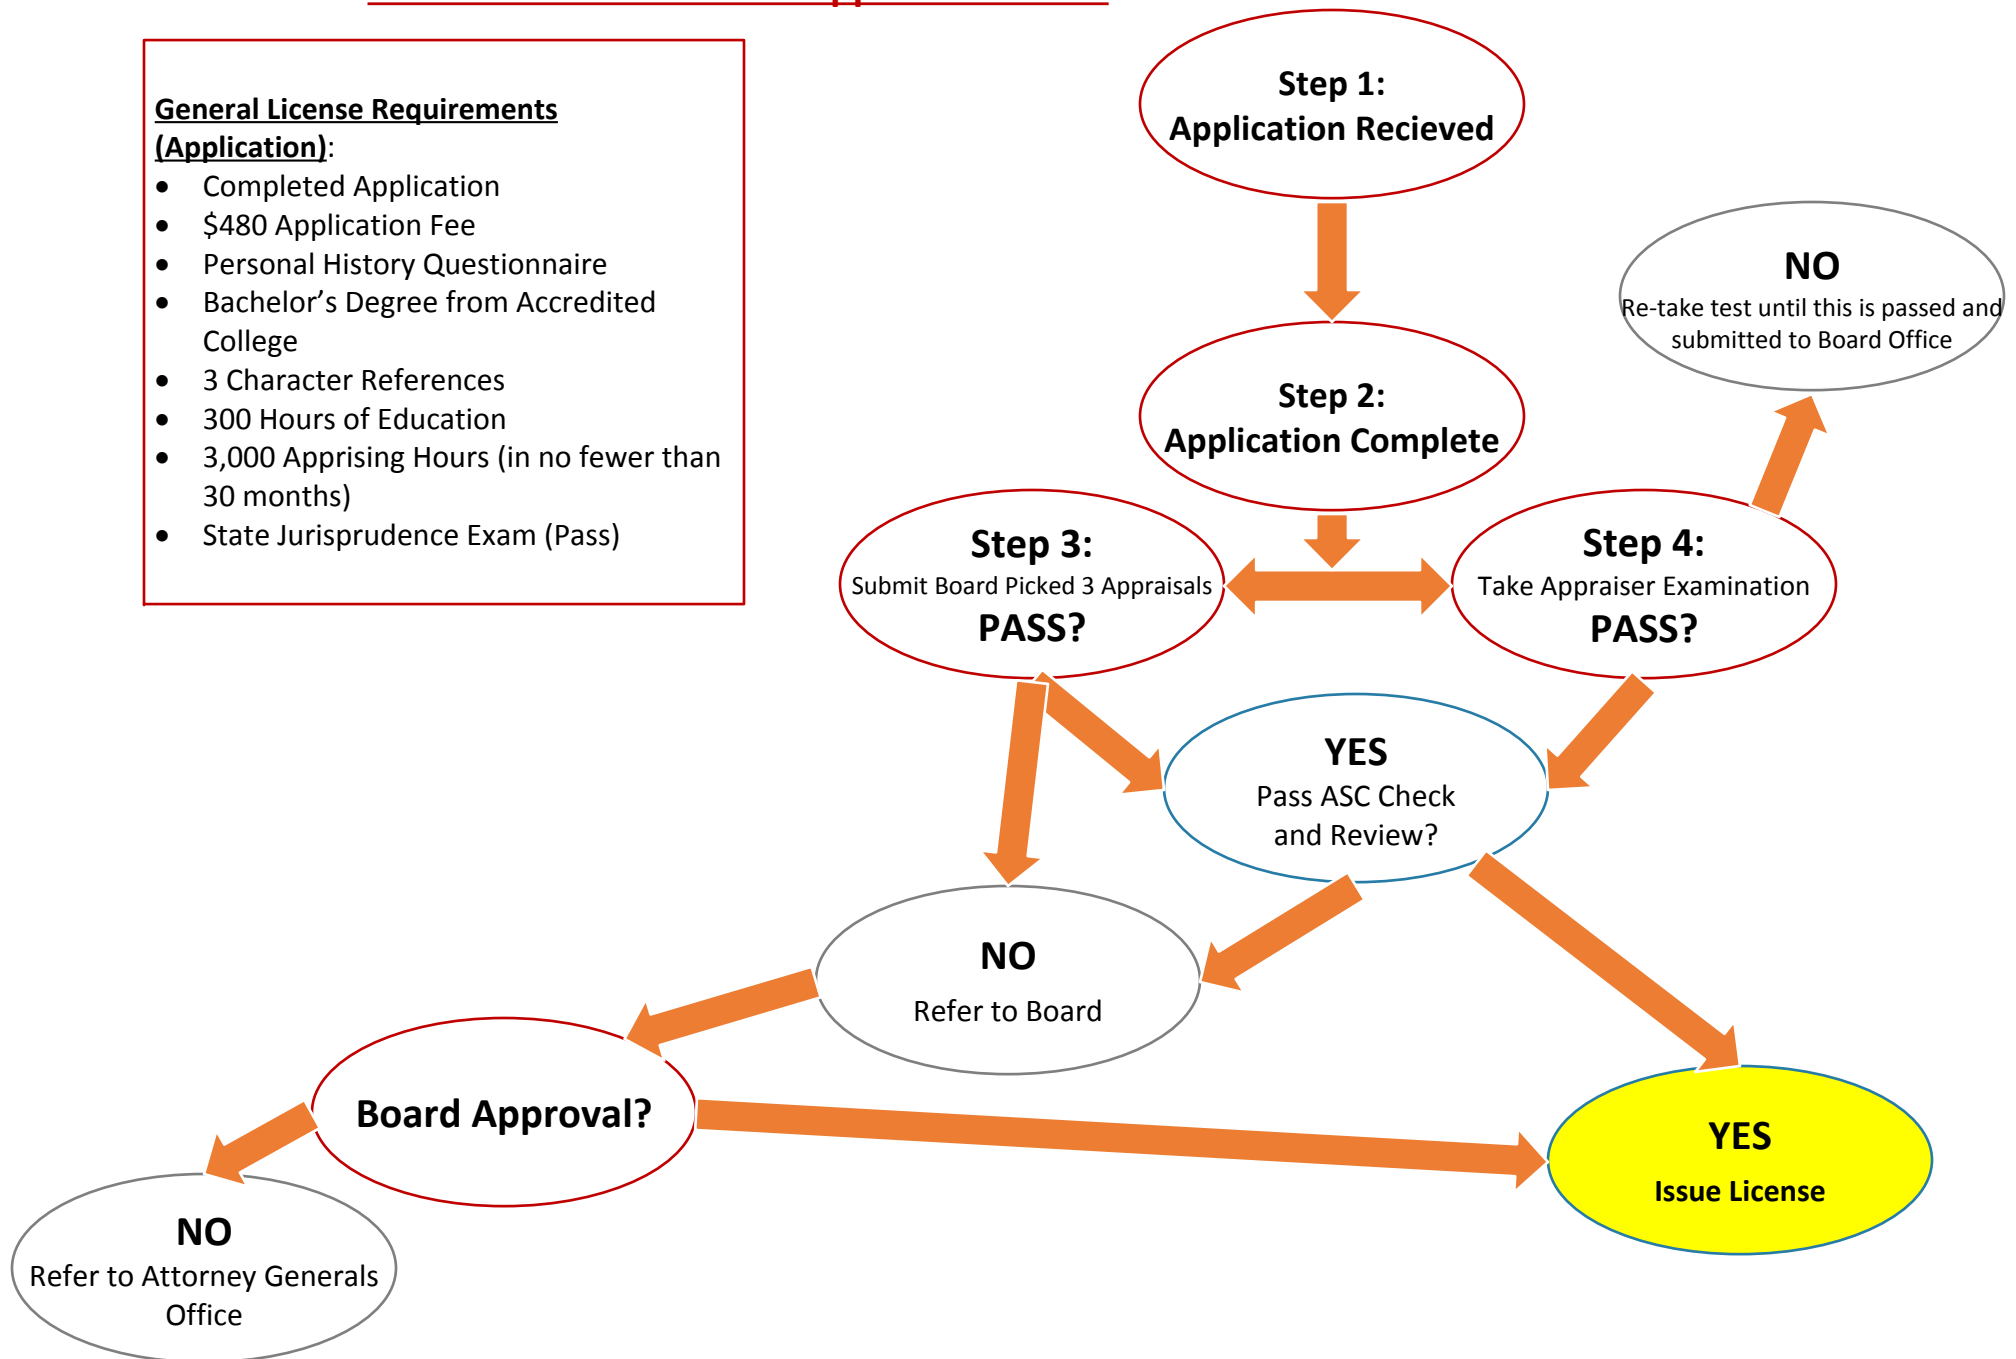 General License Requirements
(Application):
• Completed Application
• $480 Application Fee
• Personal History Questionnaire
• Bachelor’s Degree from Accredited
College
• 3 Character References
• 300 Hours of Education
• 3,000 Apprising Hours (in no fewer than
30 months)
• State Jurisprudence Exam (Pass)
Step 1:
Application Recieved
Step 2:
Application Complete
NO
Re-take test until this is passed and
submitted to Board Office
Step 3:
Submit Board Picked 3 Appraisals
PASS?
Step 4:
Take Appraiser Examination
PASS?
YES
Pass ASC Check
and Review?
NO
Refer to Board
Board Approval?
YES
Issue License
NO
Refer to Attorney Generals
Office